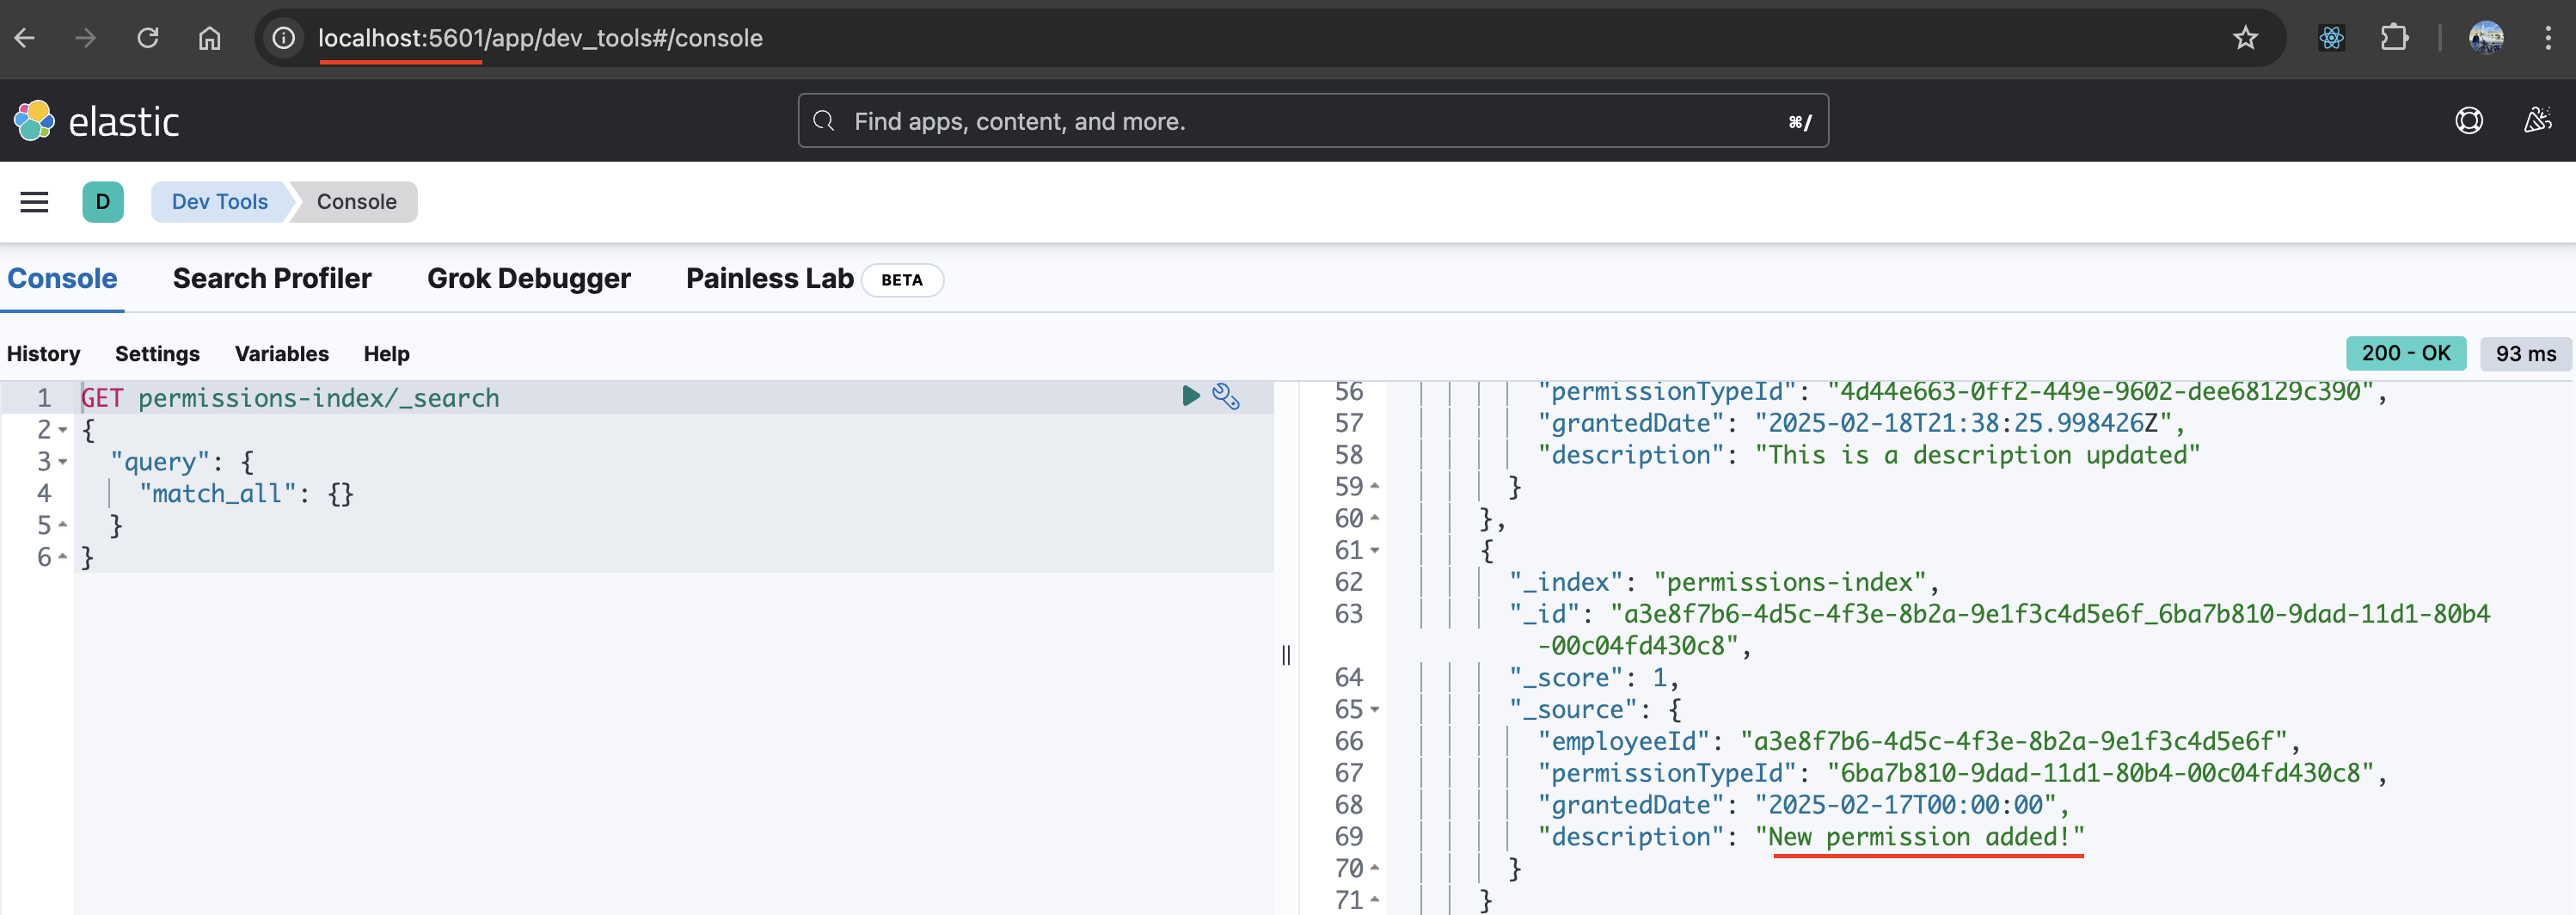 localhost:5601/app/dev_tools#/console
elastic
Find apps, content, and more.
⌘/
D
Dev Tools
Console
Console
Search Profiler
Grok Debugger
Painless Lab
BETA
History
Settings
Variables
Help
200 - OK
93 ms
1 GET permissions-index/_search
2 {
3 "query": {
4 "match_all": {}
5 }
6 }
56 "permissionTypeId": "4d44e663-0ff2-449e-9602-dee68129c390",
57 "grantedDate": "2025-02-18T21:38:25.998426Z",
58 "description": "This is a description updated"
59 }
60 },
61 {
62 "_index": "permissions-index",
63 "_id": "a3e8f7b6-4d5c-4f3e-8b2a-9e1f3c4d5e6f_6ba7b810-9dad-11d1-80b4
-00c04fd430c8",
64 "_score": 1,
65 "_source": {
66 "employeeId": "a3e8f7b6-4d5c-4f3e-8b2a-9e1f3c4d5e6f",
67 "permissionTypeId": "6ba7b810-9dad-11d1-80b4-00c04fd430c8",
68 "grantedDate": "2025-02-17T00:00:00",
69 "description": "New permission added!"
70 }
71 }